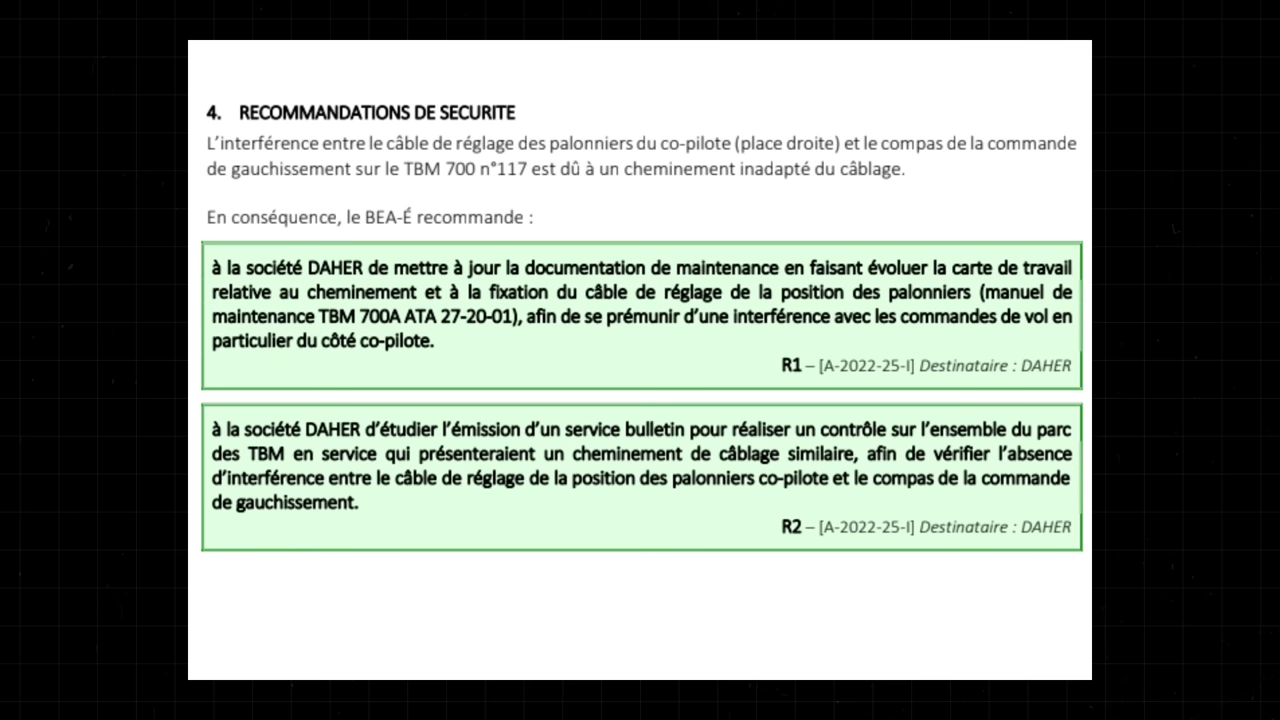 4. RECOMMANDATIONS DE SECURITE
L'interférence entre le câble de réglage des palonniers du co-pilote (place droite) et le compas de la commande
de gauchissement sur le TBM 700 n°117 est dû à un cheminement inadapté du câblage.
En conséquence, le BEA-É recommande :
à la société DAHER de mettre à jour la documentation de maintenance en faisant évoluer la carte de travail
relative au cheminement et à la fixation du câble de réglage de la position des palonniers (manuel de
maintenance TBM 700A ATA 27-20-01), afin de se prémunir d'une interférence avec les commandes de vol en
particulier du côté co-pilote.
R1 – [A-2022-25-I] Destinataire : DAHER
à la société DAHER d'étudier l'émission d'un service bulletin pour réaliser un contrôle sur l'ensemble du parc
des TBM en service qui présenteraient un cheminement de câblage similaire, afin de vérifier l'absence
d'interférence entre le câble de réglage de la position des palonniers co-pilote et le compas de la commande
de gauchissement.
R2 – [A-2022-25-I] Destinataire : DAHER